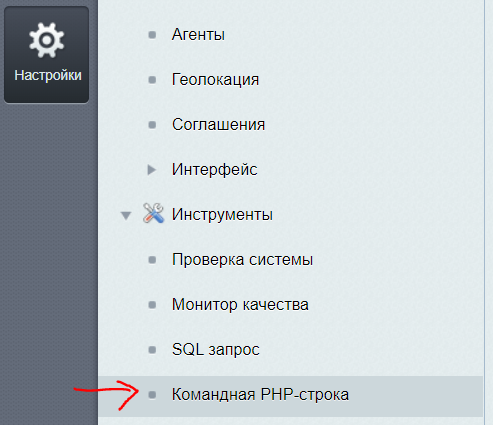 Настройки
Агенты
Геолокация
Соглашения
Интерфейс
Инструменты
Проверка системы
Монитор качества
SQL запрос
Командная PHP-строка